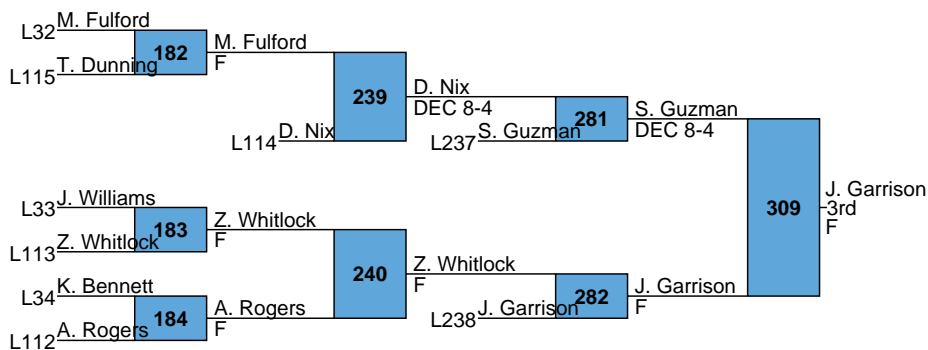 L32 M. Fulford
182
M. Fulford
F
L115 T. Dunning
239
D. Nix
DEC 8-4
L114 D. Nix
281
S. Guzman
DEC 8-4
L237 S. Guzman
L33 J. Williams
183
Z. Whitlock
F
L113 Z. Whitlock
309
J. Garrison
3rd
F
240
Z. Whitlock
F
L34 K. Bennett
184
A. Rogers
F
L112 A. Rogers
282
J. Garrison
F
L238 J. Garrison